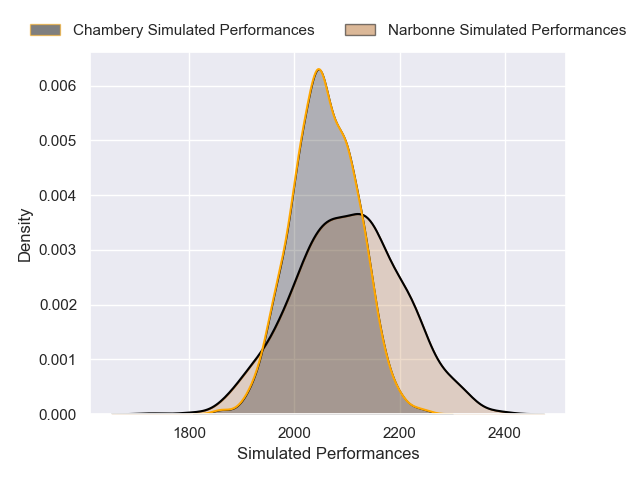 Chambery Simulated Performances
Narbonne Simulated Performances
0.006
0.005
0.004
0.003
0.002
0.001
0.000
Density
1800
2000
2200
2400
Simulated Performances